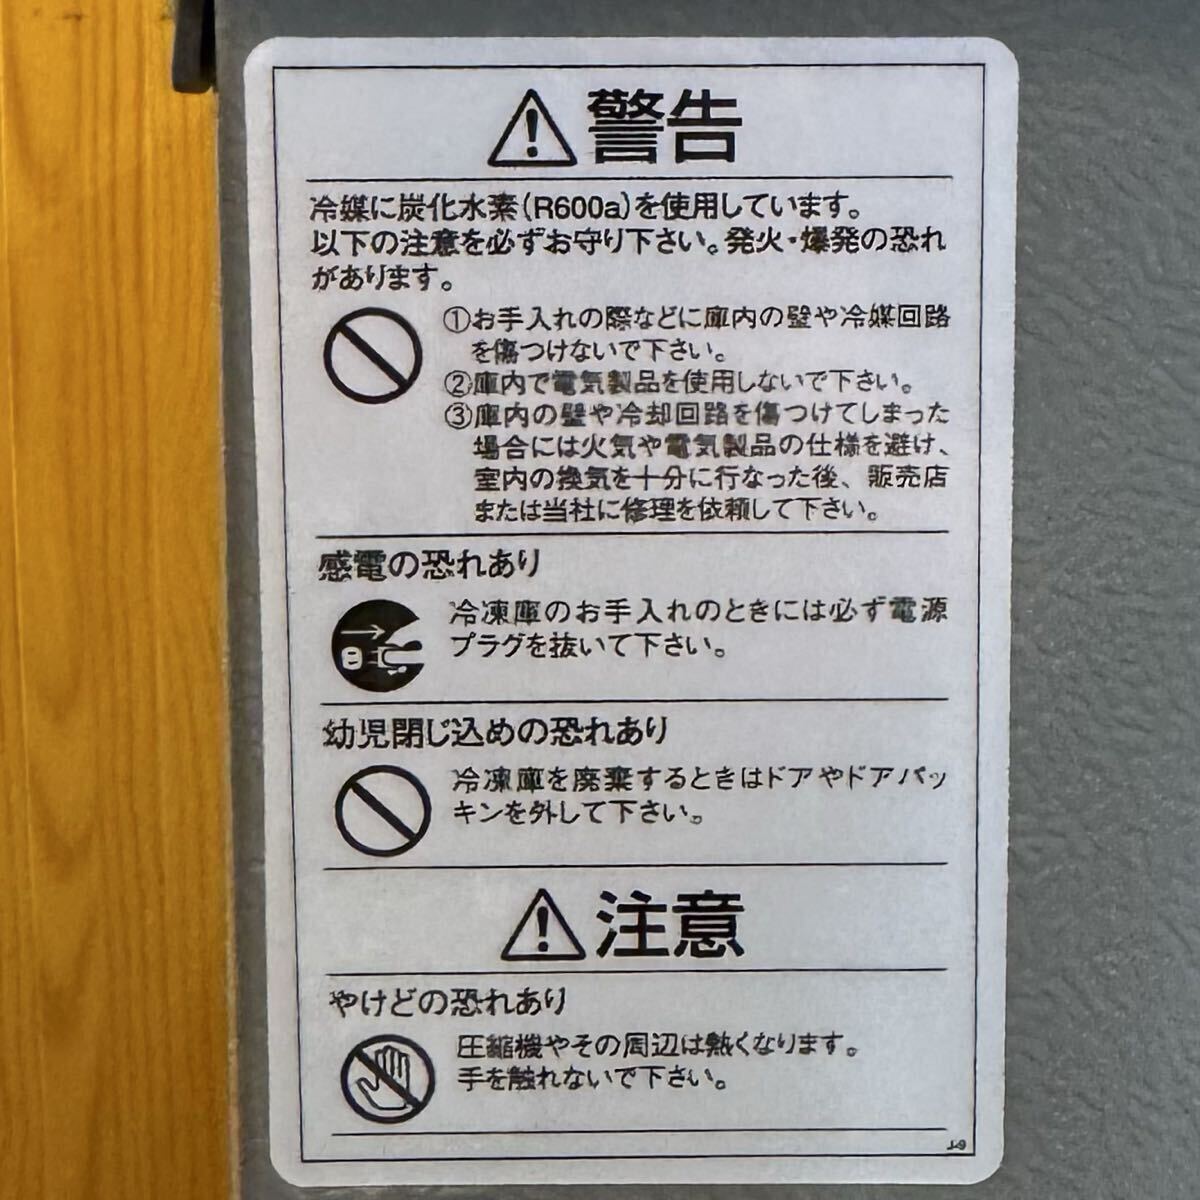 警告
冷媒に炭化水素(R600a)を使用しています。
以下の注意を必ずお守り下さい。発火・爆発の恐れ
があります。
①お手入れの際などに庫内の壁や冷媒回路
を傷つけないで下さい。
②庫内で電気製品を使用しないで下さい。
③庫内の壁や冷却回路を傷つけてしまった
場合には火気や電気製品の仕様を避け、
室内の換気を十分に行なった後、販売店
または当社に修理を依頼して下さい。
感電の恐れあり
冷凍庫のお手入れのときには必ず電源
プラグを抜いて下さい。
幼児閉じ込めの恐れあり
冷凍庫を廃棄するときはドアやドアパッ
キンを外して下さい。
注意
やけどの恐れあり
圧縮機やその周辺は熱くなります。
手を触れないで下さい。